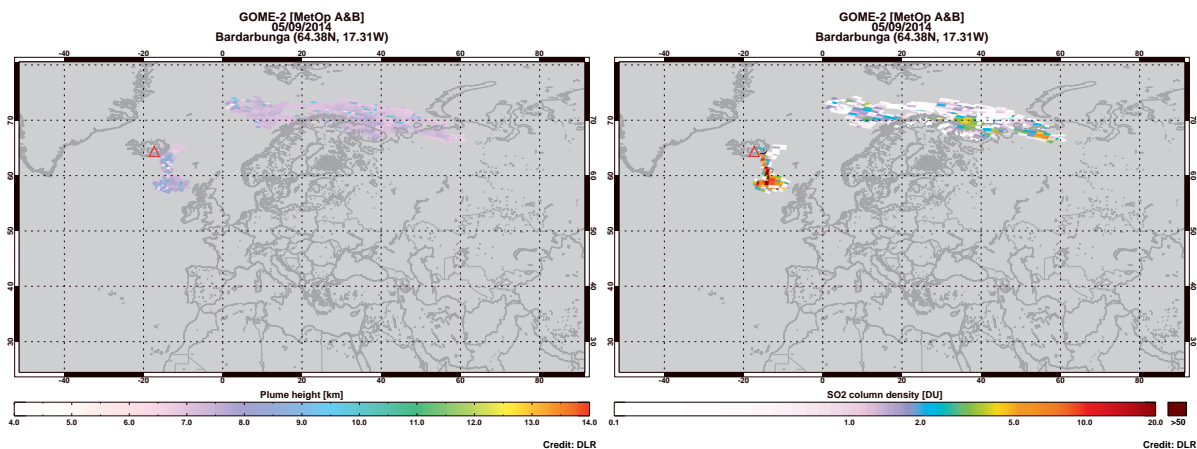 GOME-2 [MetOp A&B]
05/09/2014
Bardarbunga (64.38N, 17.31W)
-40 -20 0 20 40 60 80
70
60
50
40
30
70
60
50
40
30
-40 -20 0 20 40 60 80
Plume height [km]
4.0 5.0 6.0 7.0 8.0 9.0 10.0 11.0 12.0 13.0 14.0
Credit: DLR
GOME-2 [MetOp A&B]
05/09/2014
Bardarbunga (64.38N, 17.31W)
-40 -20 0 20 40 60 80
70
60
50
40
30
70
60
50
40
30
-40 -20 0 20 40 60 80
SO2 column density [DU]
0.1 1.0 2.0 5.0 10.0 20.0 >50
Credit: DLR